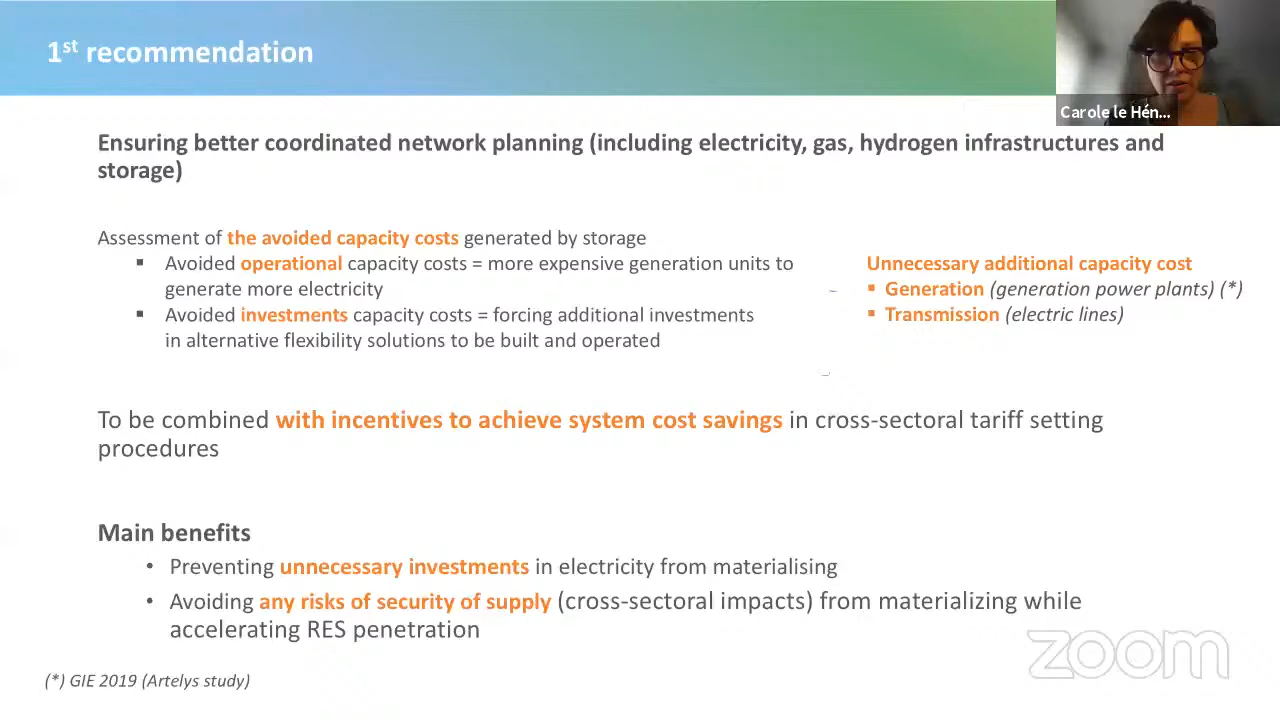 1st recommendation
Carole le Hén...
Ensuring better coordinated network planning (including electricity, gas, hydrogen infrastructures and
storage)
Assessment of the avoided capacity costs generated by storage
▪ Avoided operational capacity costs = more expensive generation units to
generate more electricity
▪ Avoided investments capacity costs = forcing additional investments
in alternative flexibility solutions to be built and operated
Unnecessary additional capacity cost
▪ Generation (generation power plants) (*)
▪ Transmission (electric lines)
To be combined with incentives to achieve system cost savings in cross-sectoral tariff setting
procedures
Main benefits
• Preventing unnecessary investments in electricity from materialising
• Avoiding any risks of security of supply (cross-sectoral impacts) from materializing while
accelerating RES penetration
zoom
(*) GIE 2019 (Artelys study)